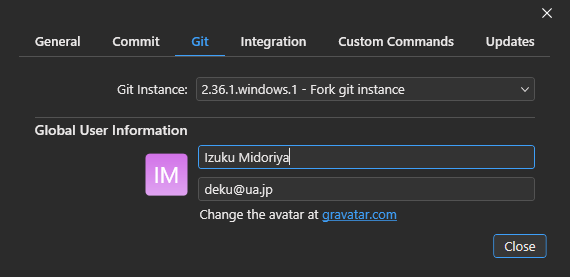 General Commit Git Integration Custom Commands Updates
Git Instance: 2.36.1.windows.1 - Fork git instance
Global User Information
IM
Izuku Midoriya
deku@ua.jp
Change the avatar at gravatar.com
Close